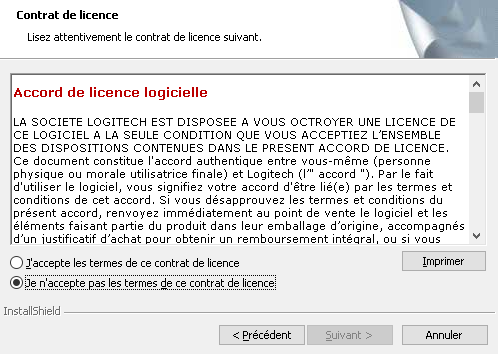 Contrat de licence
Lisez attentivement le contrat de licence suivant.
Accord de licence logicielle
LA SOCIETE LOGITECH EST DISPOSEE A VOUS OCTROYER UNE LICENCE DE
CE LOGICIEL A LA SEULE CONDITION QUE VOUS ACCEPTIEZ L'ENSEMBLE
DES DISPOSITIONS CONTENUES DANS LE PRESENT ACCORD DE LICENCE.
Ce document constitue l'accord authentique entre vous-même (personne
physique ou morale utilisatrice finale) et Logitech (l'" accord "). Par le fait
d'utiliser le logiciel, vous signifiez votre accord d'être lié(e) par les termes et
conditions de cet accord. Si vous désapprouvez les termes et conditions du
présent accord, renvoyez immédiatement au point de vente le logiciel et les
éléments faisant partie du produit dans leur emballage d'origine, accompagnés
d'un justificatif d'achat pour obtenir un remboursement intégral, ou si vous
J'accepte les termes de ce contrat de licence
Imprimer
Je n'accepte pas les termes de ce contrat de licence
InstallShield
< Précédent
Suivant >
Annuler